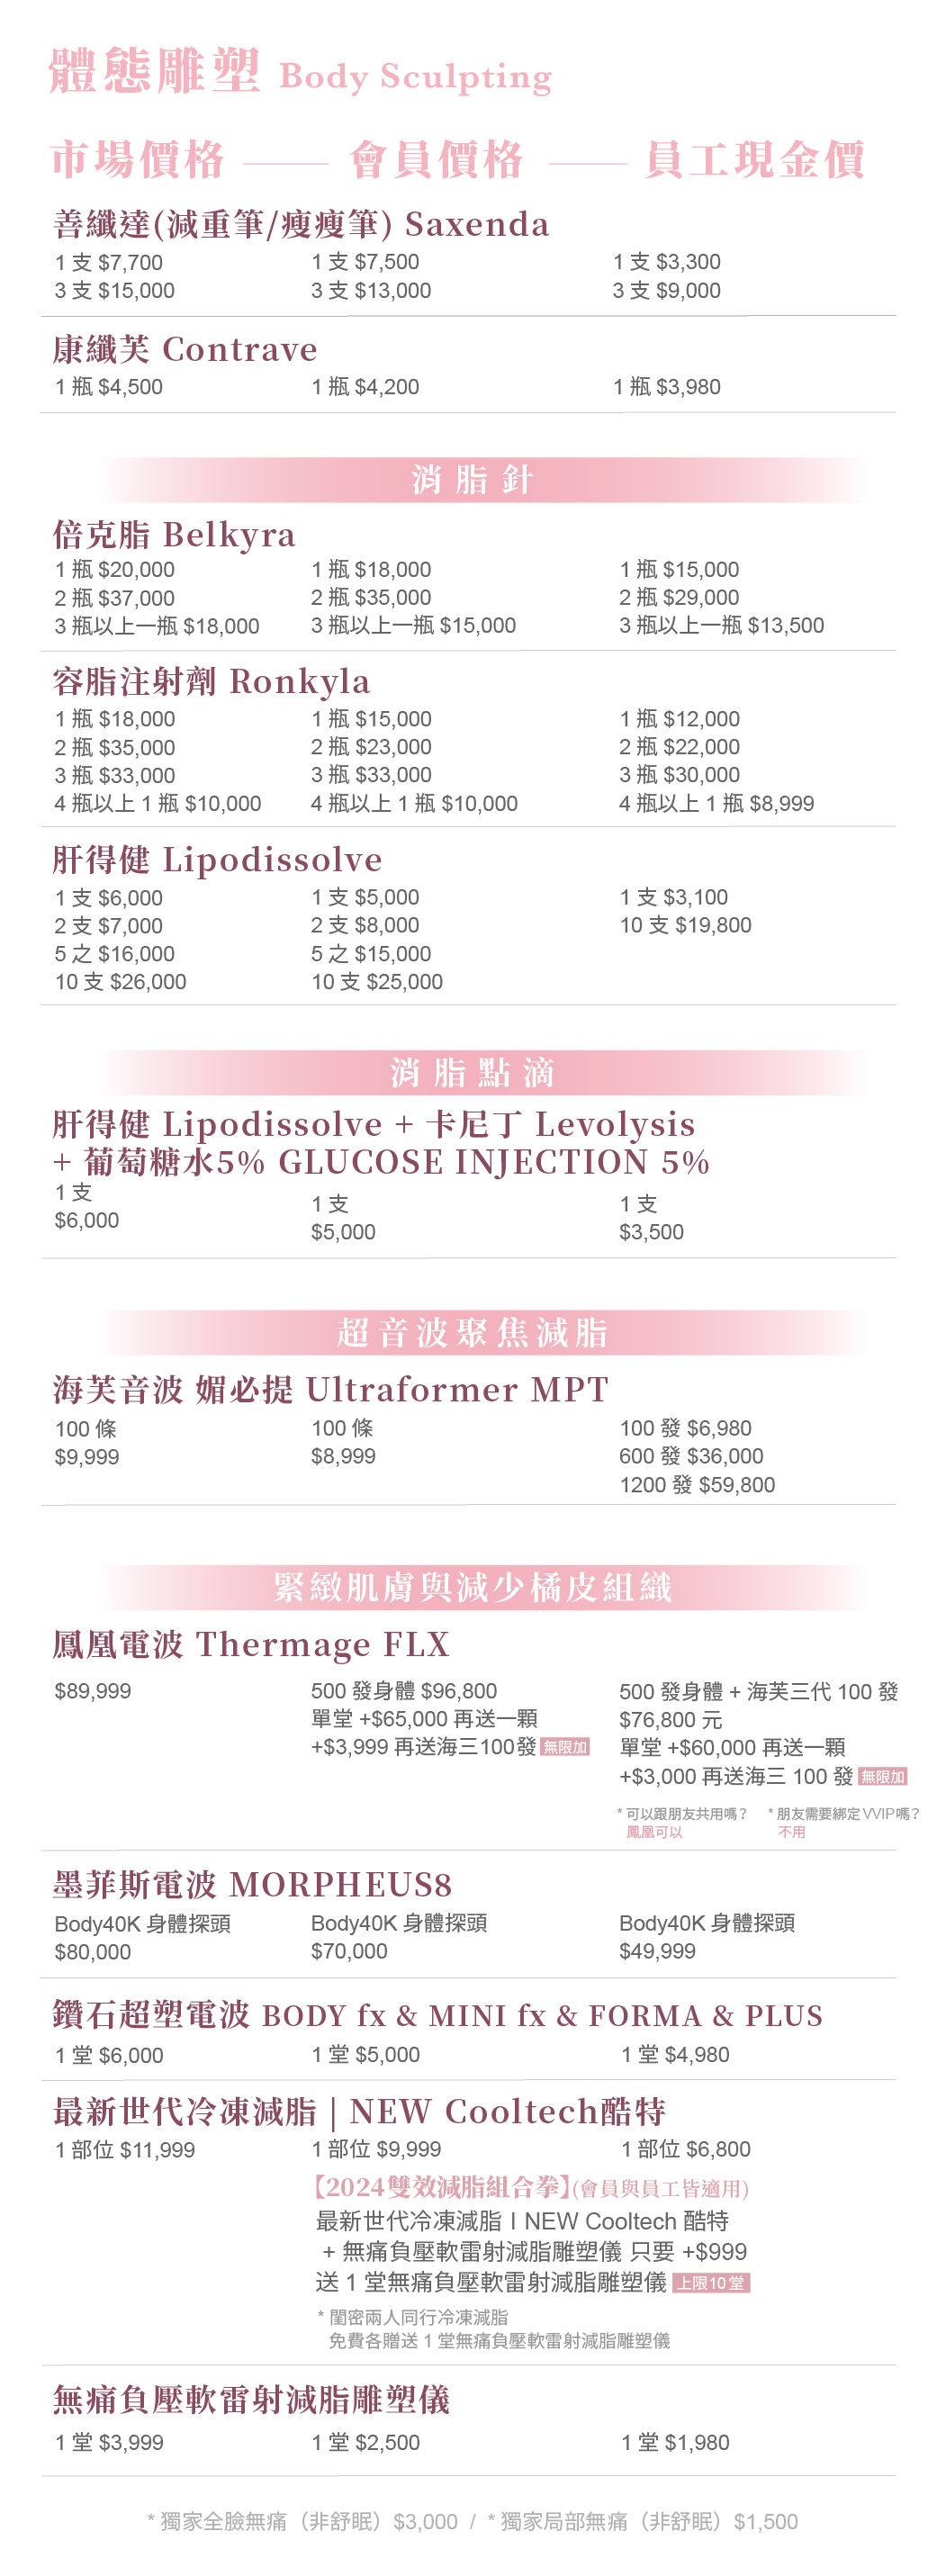 體態雕塑 Body Sculpting
市場價格 —— 會員價格 —— 員工現金價
善纖達(減重筆/瘦瘦筆) Saxenda
1 支 $7,700 1 支 $7,500 1 支 $3,300
3 支 $15,000 3 支 $13,000 3 支 $9,000
康纖芙 Contrave
1 瓶 $4,500 1 瓶 $4,200 1 瓶 $3,980
消脂針
倍克脂 Belkyra
1 瓶 $20,000 1 瓶 $18,000 1 瓶 $15,000
2 瓶 $37,000 2 瓶 $35,000 2 瓶 $29,000
3 瓶以上一瓶 $18,000 3 瓶以上一瓶 $15,000 3 瓶以上一瓶 $13,500
容脂注射劑 Ronkyla
1 瓶 $18,000 1 瓶 $15,000 1 瓶 $12,000
2 瓶 $35,000 2 瓶 $23,000 2 瓶 $22,000
3 瓶 $33,000 3 瓶 $33,000 3 瓶 $30,000
4 瓶以上 1 瓶 $10,000 4 瓶以上 1 瓶 $10,000 4 瓶以上 1 瓶 $8,999
肝得健 Lipodissolve
1 支 $6,000 1 支 $5,000 1 支 $3,100
2 支 $7,000 2 支 $8,000 10 支 $19,800
5 之 $16,000 5 之 $15,000
10 支 $26,000 10 支 $25,000
消脂點滴
肝得健 Lipodissolve + 卡尼丁 Levolysis
+ 葡萄糖水5% GLUCOSE INJECTION 5%
1 支 1 支 1 支
$6,000 $5,000 $3,500
超音波聚焦減脂
海芙音波 媚必提 Ultraformer MPT
100 條 100 條 100 發 $6,980
$9,999 $8,999 600 發 $36,000
1200 發 $59,800
緊緻肌膚與減少橘皮組織
鳳凰電波 Thermage FLX
$89,999 500 發身體 $96,800 500 發身體 + 海芙三代 100 發
單堂 +$65,000 再送一顆 $76,800 元
+$3,999 再送海三100發 無限加 單堂 +$60,000 再送一顆
+$3,000 再送海三 100 發 無限加
* 可以跟朋友共用嗎？ * 朋友需要綁定 VVIP嗎？
鳳凰可以 不用
墨菲斯電波 MORPHEUS8
Body40K 身體探頭 Body40K 身體探頭 Body40K 身體探頭
$80,000 $70,000 $49,999
鑽石超塑電波 BODY fx & MINI fx & FORMA & PLUS
1 堂 $6,000 1 堂 $5,000 1 堂 $4,980
最新世代冷凍減脂 | NEW Cooltech酷特
1 部位 $11,999 1 部位 $9,999 1 部位 $6,800
【2024雙效減脂組合拳】(會員與員工皆適用)
最新世代冷凍減脂 l NEW Cooltech 酷特
+ 無痛負壓軟雷射減脂雕塑儀 只要 +$999
送 1 堂無痛負壓軟雷射減脂雕塑儀 上限10堂
* 閨密兩人同行冷凍減脂
免費各贈送 1 堂無痛負壓軟雷射減脂雕塑儀
無痛負壓軟雷射減脂雕塑儀
1 堂 $3,999 1 堂 $2,500 1 堂 $1,980
* 獨家全臉無痛（非舒眠）$3,000 / * 獨家局部無痛（非舒眠）$1,500